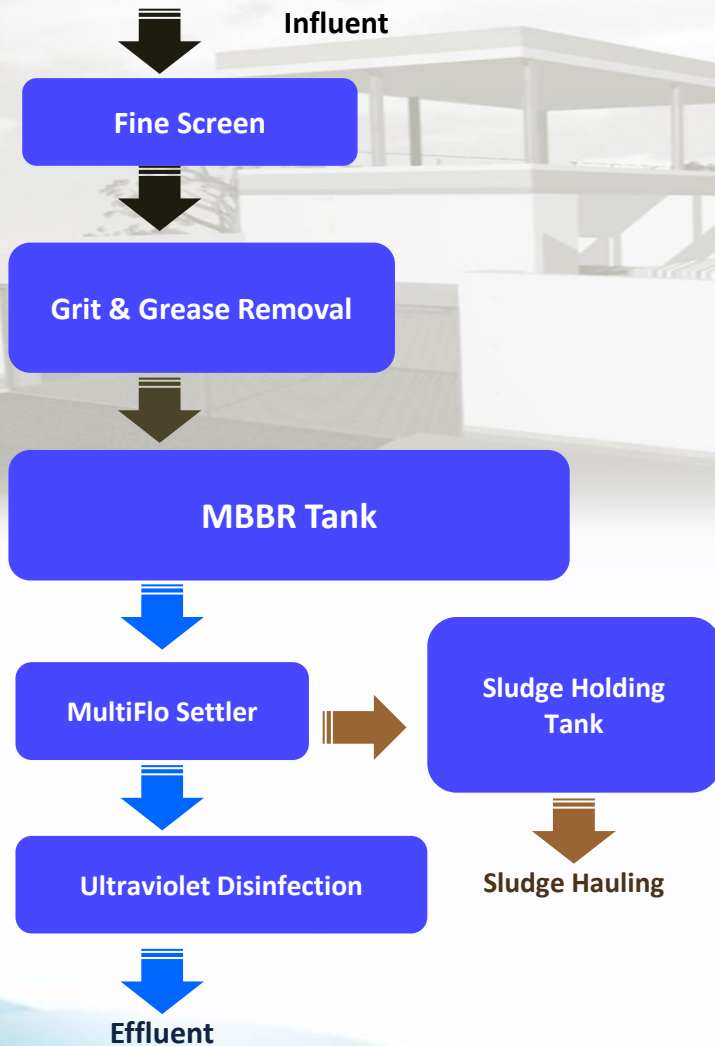 Influent
Fine Screen
Grit & Grease Removal
MBBR Tank
MultiFlo Settler
Sludge Holding
Tank
Ultraviolet Disinfection
Sludge Hauling
Effluent